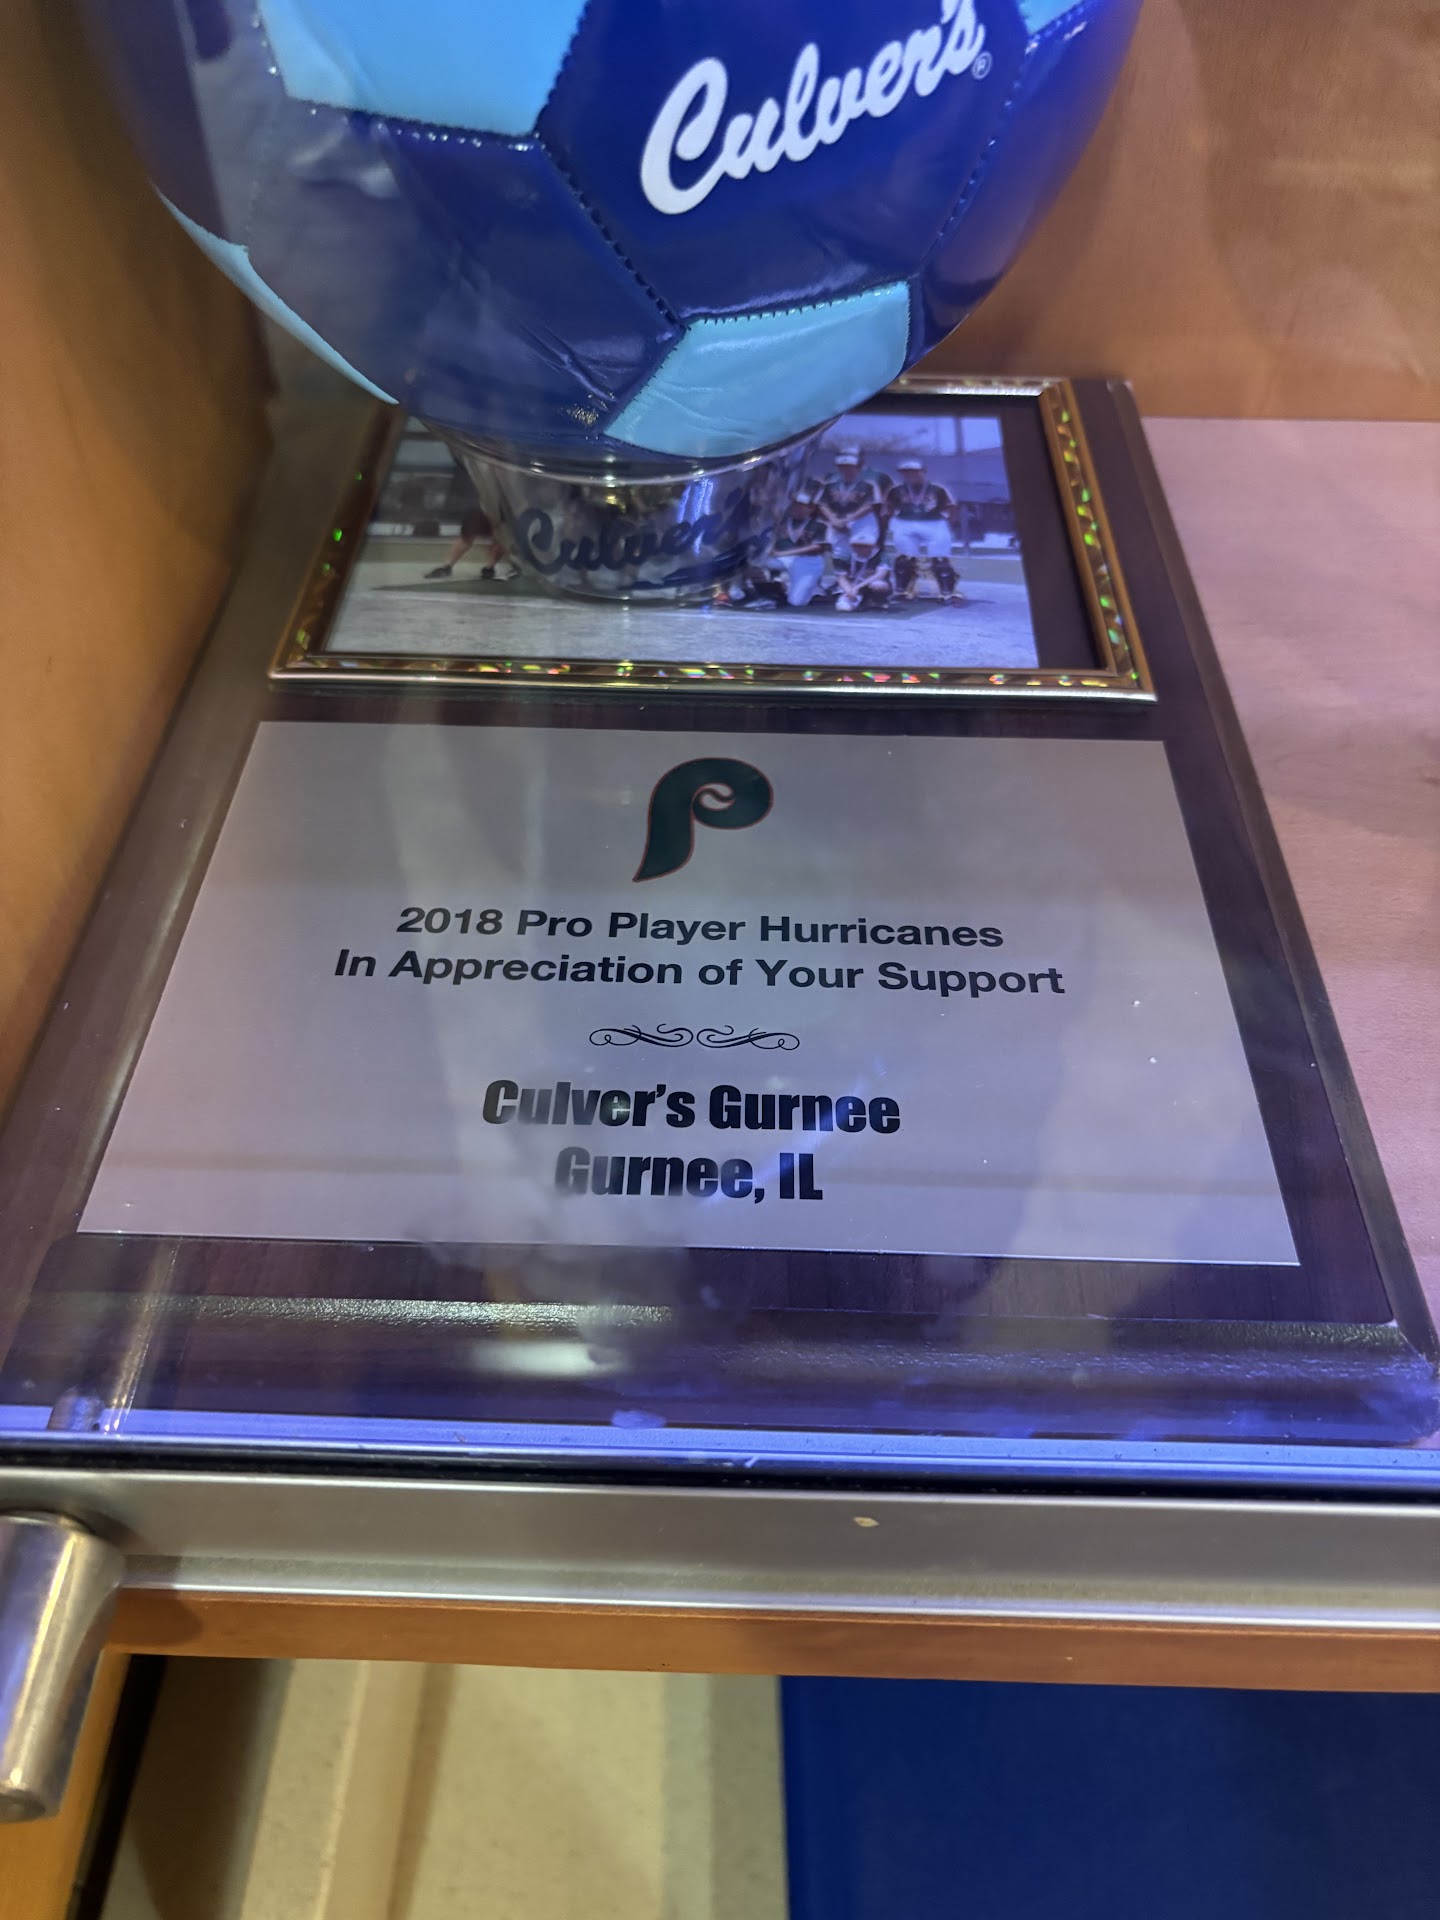 Culver's®
Culver's
2018 Pro Player Hurricanes
In Appreciation of Your Support
Culver's Gurnee
Gurnee, IL